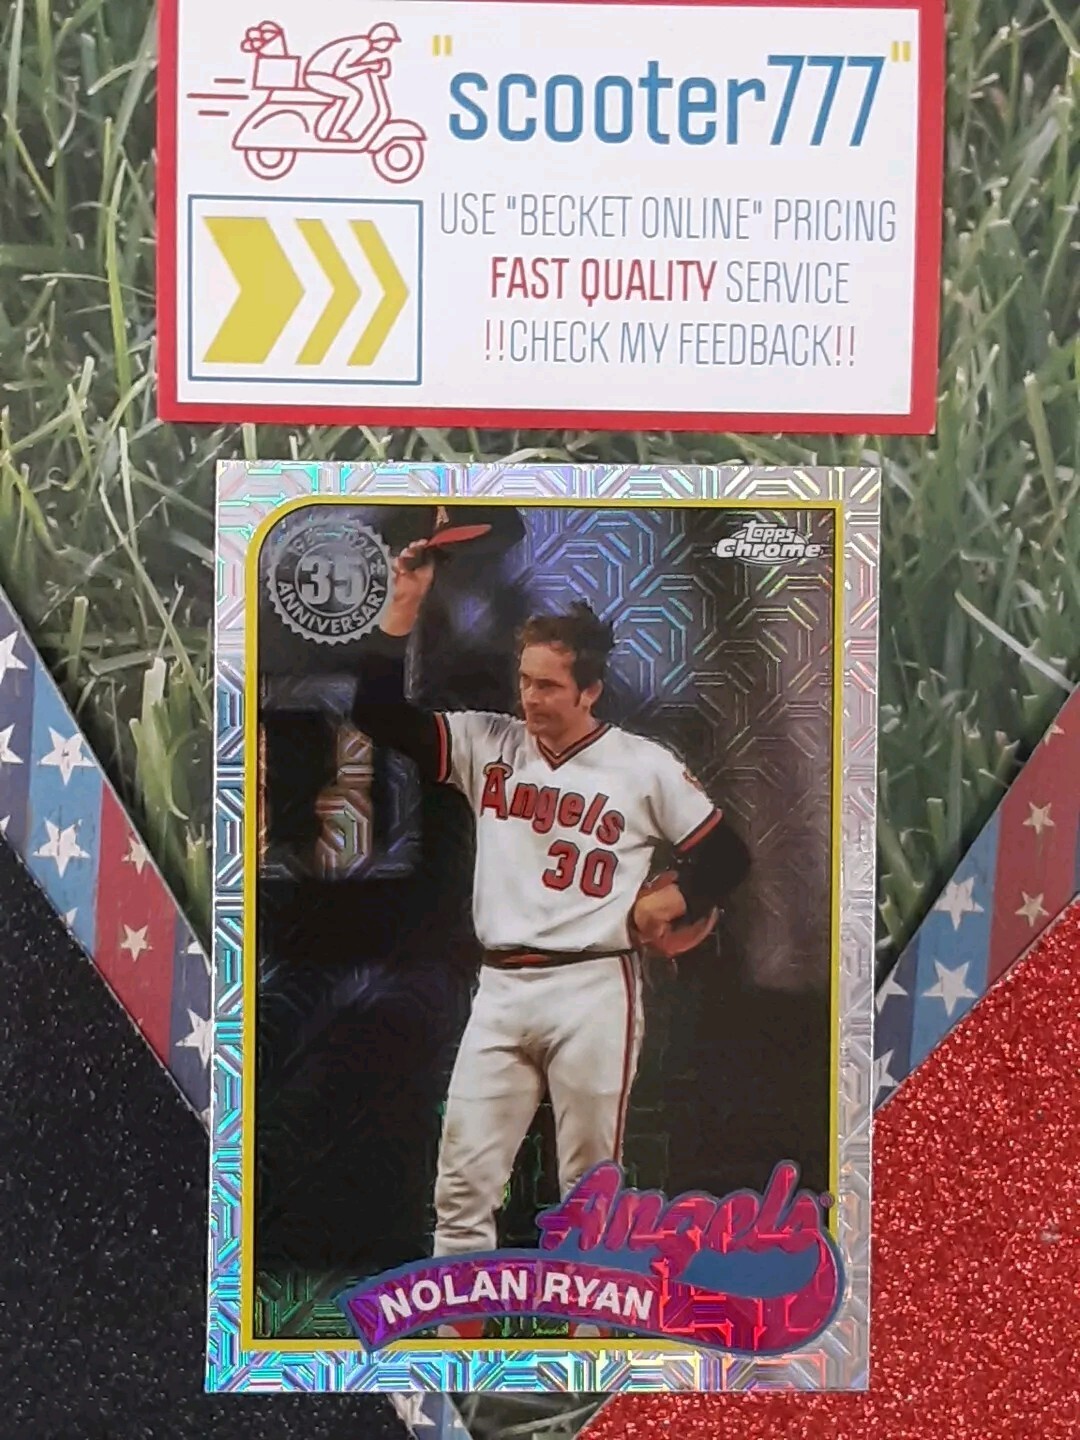 "scooter777"
USE "BECKET ONLINE" PRICING
FAST QUALITY SERVICE
!!CHECK MY FEEDBACK!!
35th
ANNIVERSARY
Topps
Chrome
A
Angels
30
Angels
NOLAN RYAN